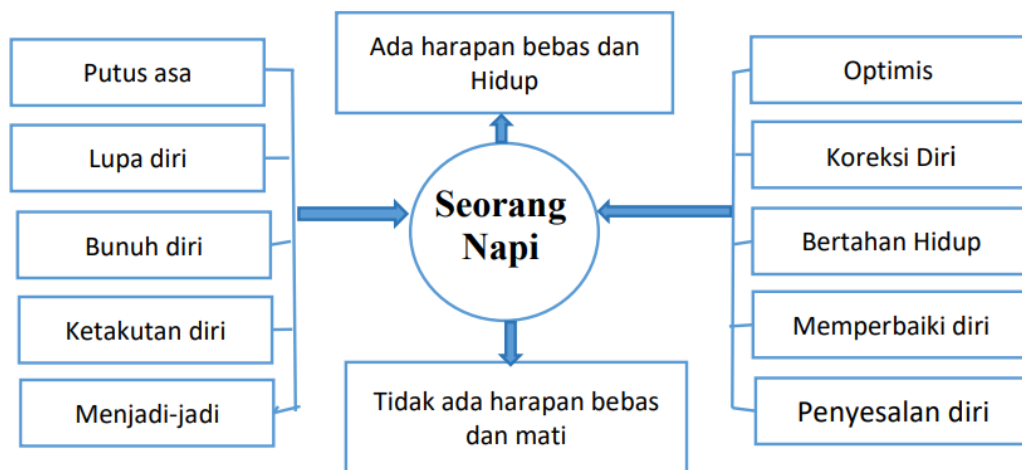 Putus asa
Lupa diri
Bunuh diri
Ketakutan diri
Menjadi-jadi
Ada harapan bebas dan
Hidup
Seorang
Napi
Tidak ada harapan bebas
dan mati
Optimis
Koreksi Diri
Bertahan Hidup
Memperbaiki diri
Penyesalan diri